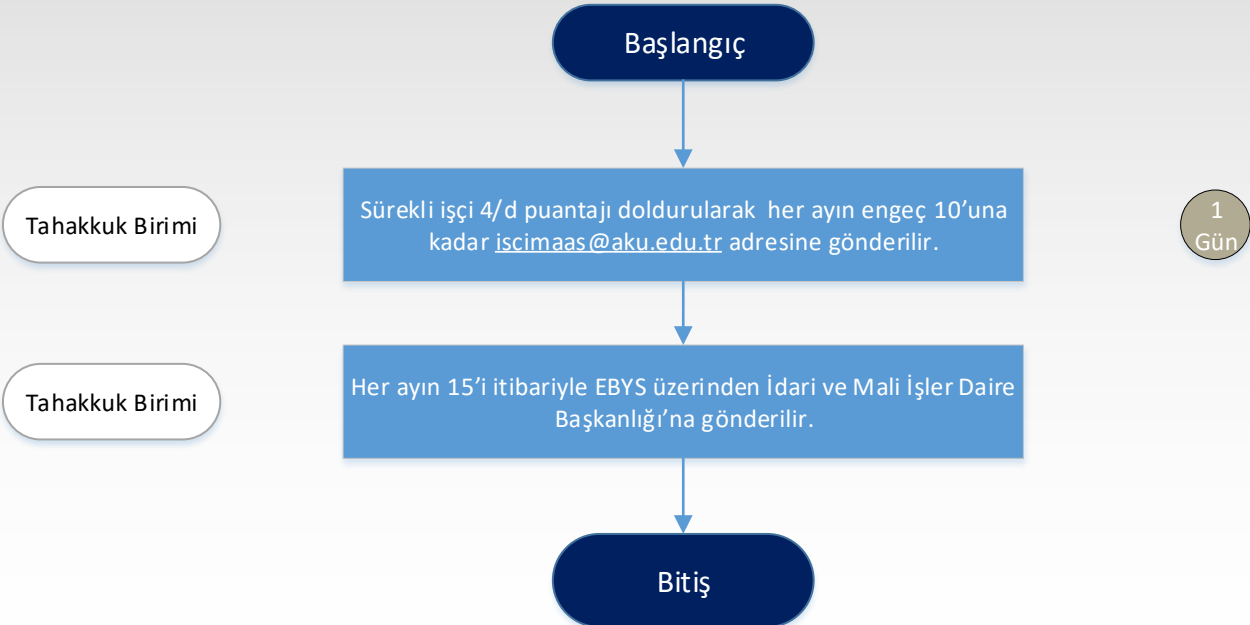 Başlangıç
Tahakkuk Birimi
Sürekli işçi 4/d puantajı doldurularak her ayın engeç 10’una
kadar iscimaas@aku.edu.tr adresine gönderilir.
1
Gün
Tahakkuk Birimi
Her ayın 15’i itibariyle EBYS üzerinden İdari ve Mali İşler Daire
Başkanlığı’na gönderilir.
Bitiş